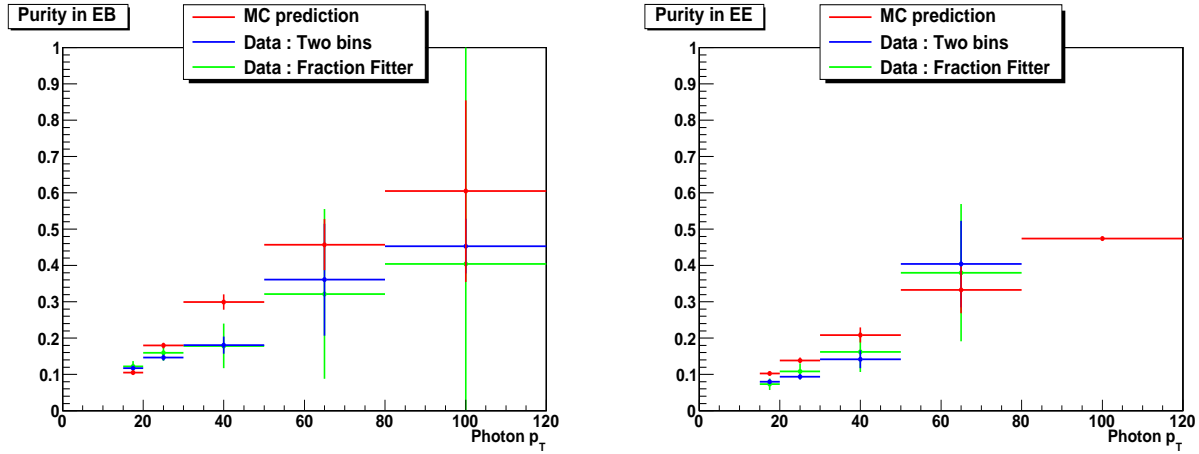 Purity in EB
MC prediction
Data : Two bins
Data : Fraction Fitter
1
0.9
0.8
0.7
0.6
0.5
0.4
0.3
0.2
0.1
0
0 20 40 60 80 100 120
Photon p_T
Purity in EE
MC prediction
Data : Two bins
Data : Fraction Fitter
1
0.9
0.8
0.7
0.6
0.5
0.4
0.3
0.2
0.1
0
0 20 40 60 80 100 120
Photon p_T